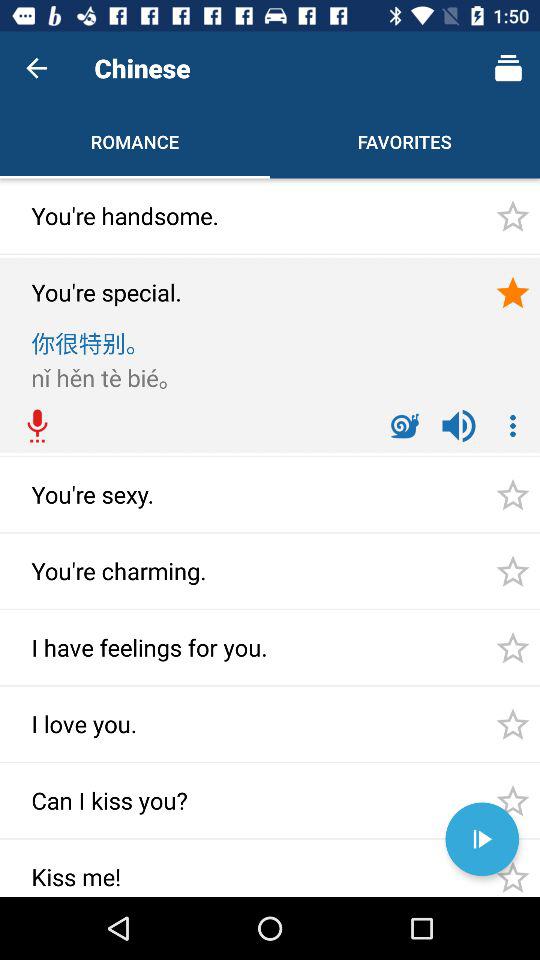 1:50
Chinese
ROMANCE FAVORITES
You're handsome.
You're special.
你很特别。
nǐ hěn tè bié。
You're sexy.
You're charming.
I have feelings for you.
I love you.
Can I kiss you?
Kiss me!